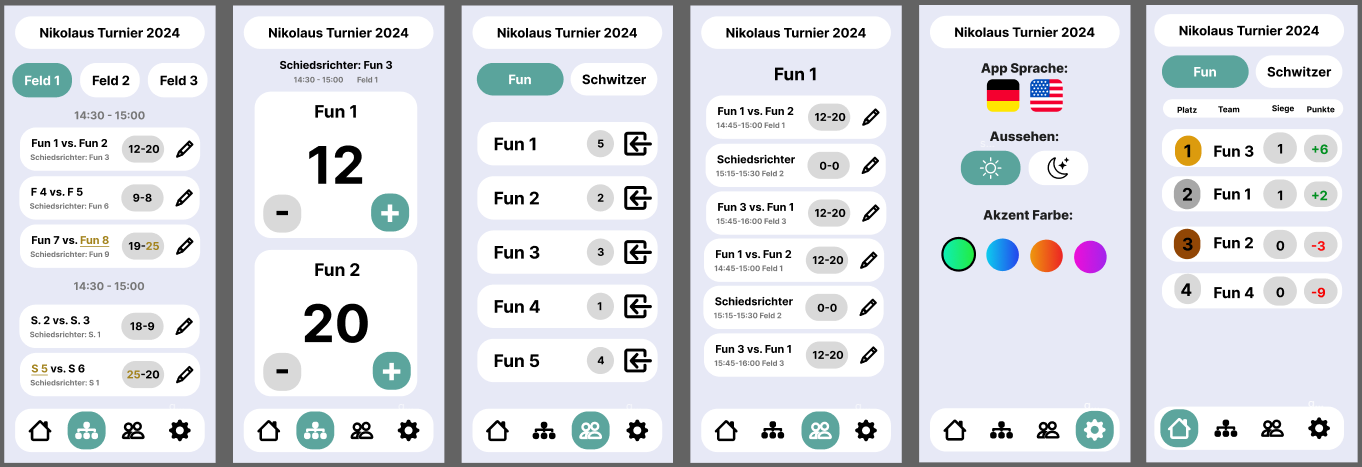 Nikolaus Turnier 2024
Feld 1 Feld 2 Feld 3
14:30 - 15:00
Fun 1 vs. Fun 2 12-20
Schiedsrichter: Fun 3
F 4 vs. F 5 9-8
Schiedsrichter: Fun 6
Fun 7 vs. Fun 8 19-25
Schiedsrichter: Fun 9
14:30 - 15:00
S. 2 vs. S. 3 18-9
Schiedsrichter: S. 1
S 5 vs. S 6 25-20
Schiedsrichter: S 1
Nikolaus Turnier 2024
Schiedsrichter: Fun 3
14:30 - 15:00 Feld 1
Fun 1
12
- +
Fun 2
20
- +
Nikolaus Turnier 2024
Fun Schwitzer
Fun 1 5
Fun 2 2
Fun 3 3
Fun 4 1
Fun 5 4
Nikolaus Turnier 2024
Fun 1
Fun 1 vs. Fun 2 12-20
14:45-15:00 Feld 1
Schiedsrichter 0-0
15:15-15:30 Feld 2
Fun 3 vs. Fun 1 12-20
15:45-16:00 Feld 3
Fun 1 vs. Fun 2 12-20
14:45-15:00 Feld 1
Schiedsrichter 0-0
15:15-15:30 Feld 2
Fun 3 vs. Fun 1 12-20
15:45-16:00 Feld 3
Nikolaus Turnier 2024
App Sprache:
Aussehen:
Akzent Farbe:
Nikolaus Turnier 2024
Fun Schwitzer
Platz Team Siege Punkte
1 Fun 3 1 +6
2 Fun 1 1 +2
3 Fun 2 0 -3
4 Fun 4 0 -9